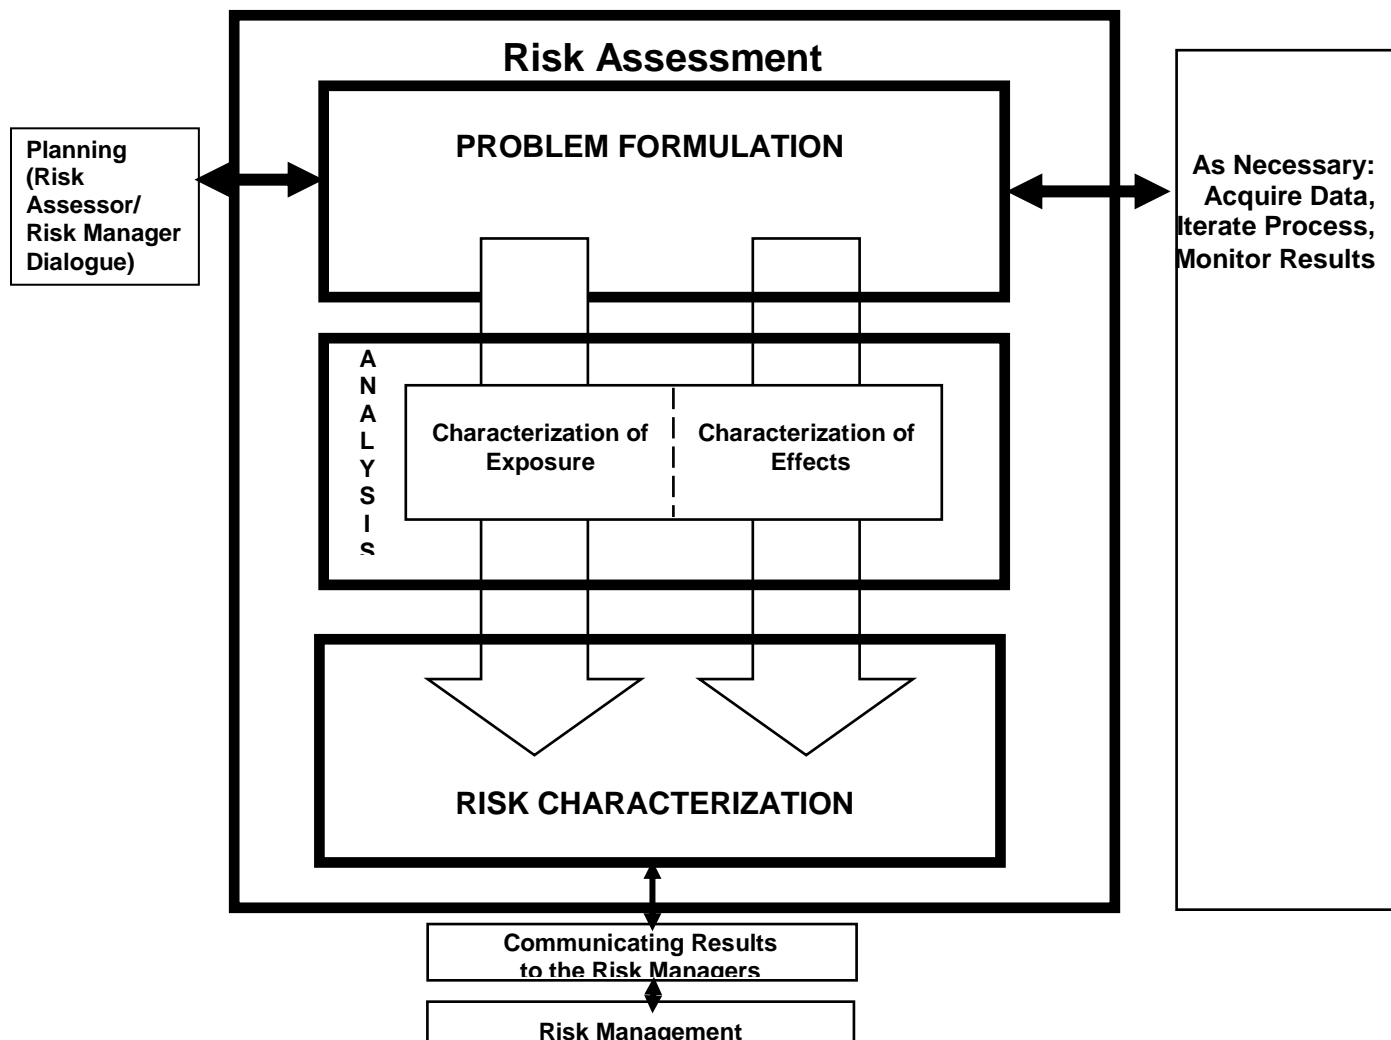 Risk Assessment
PROBLEM FORMULATION
Planning
(Risk
Assessor/
Risk Manager
Dialogue)
As Necessary:
Acquire Data,
Iterate Process,
Monitor Results
A
N
A
L
Y
S
I
S
Characterization of
Exposure
Characterization of
Effects
RISK CHARACTERIZATION
Communicating Results
to the Risk Managers
Risk Management